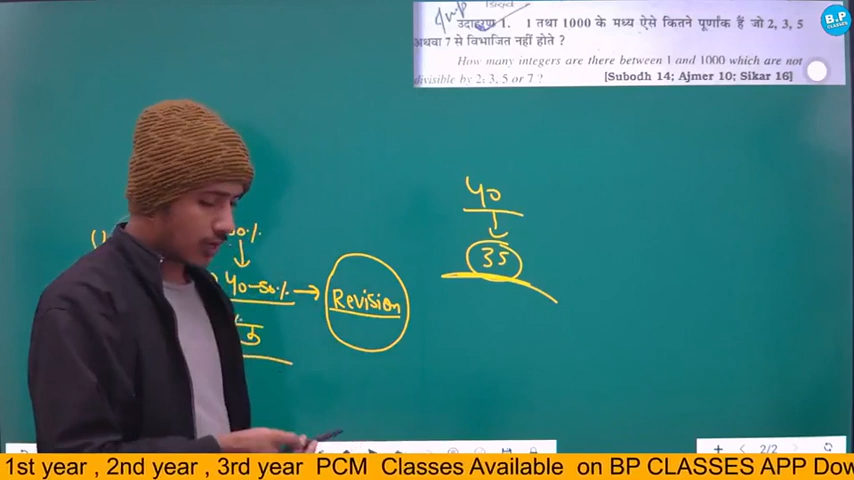 Imp
उदाहरण 1. 1 तथा 1000 के मध्य ऐसे कितने पूर्णांक हैं जो 2, 3, 5
अथवा 7 से विभाजित नहीं होते ?
How many integers are there between 1 and 1000 which are not
divisible by 2, 3, 5 or 7 ?
[Subodh 14; Ajmer 10; Sikar 16]
B.P
CLASSES
40
35
40-50%
Revision
2/2
1st year , 2nd year , 3rd year PCM Classes Available on BP CLASSES APP Dow